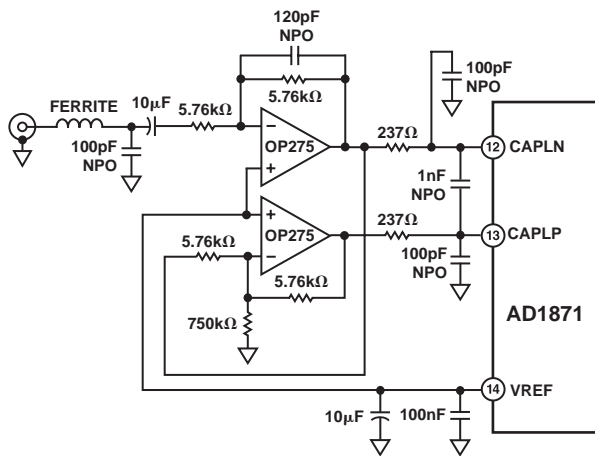 120pF
NPO
5.76kΩ
100pF
NPO
FERRITE
10µF
5.76kΩ
100pF
NPO
OP275
237Ω
12
CAPLN
1nF
NPO
OP275
237Ω
13
CAPLP
100pF
NPO
5.76kΩ
5.76kΩ
750kΩ
AD1871
14
VREF
10µF
100nF